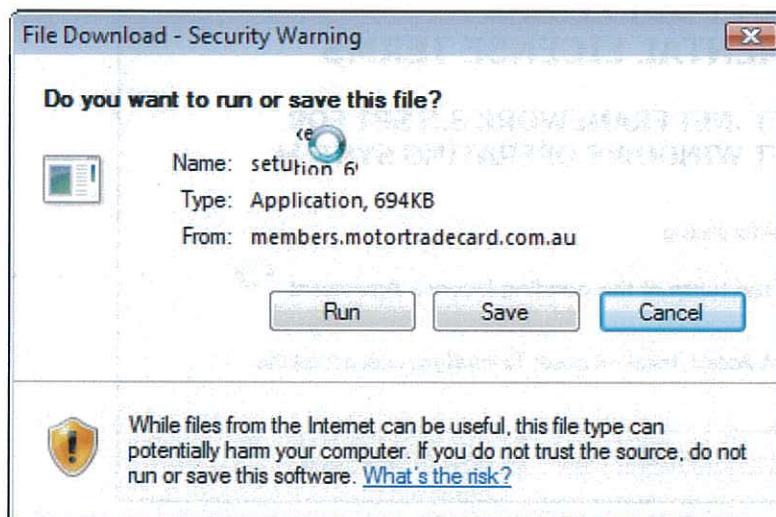 File Download - Security Warning
Do you want to run or save this file?
Name:
Type: Application, 694KB
From: members.motortradecard.com.au
Run Save Cancel
While files from the Internet can be useful, this file type can
potentially harm your computer. If you do not trust the source, do not
run or save this software. What's the risk?